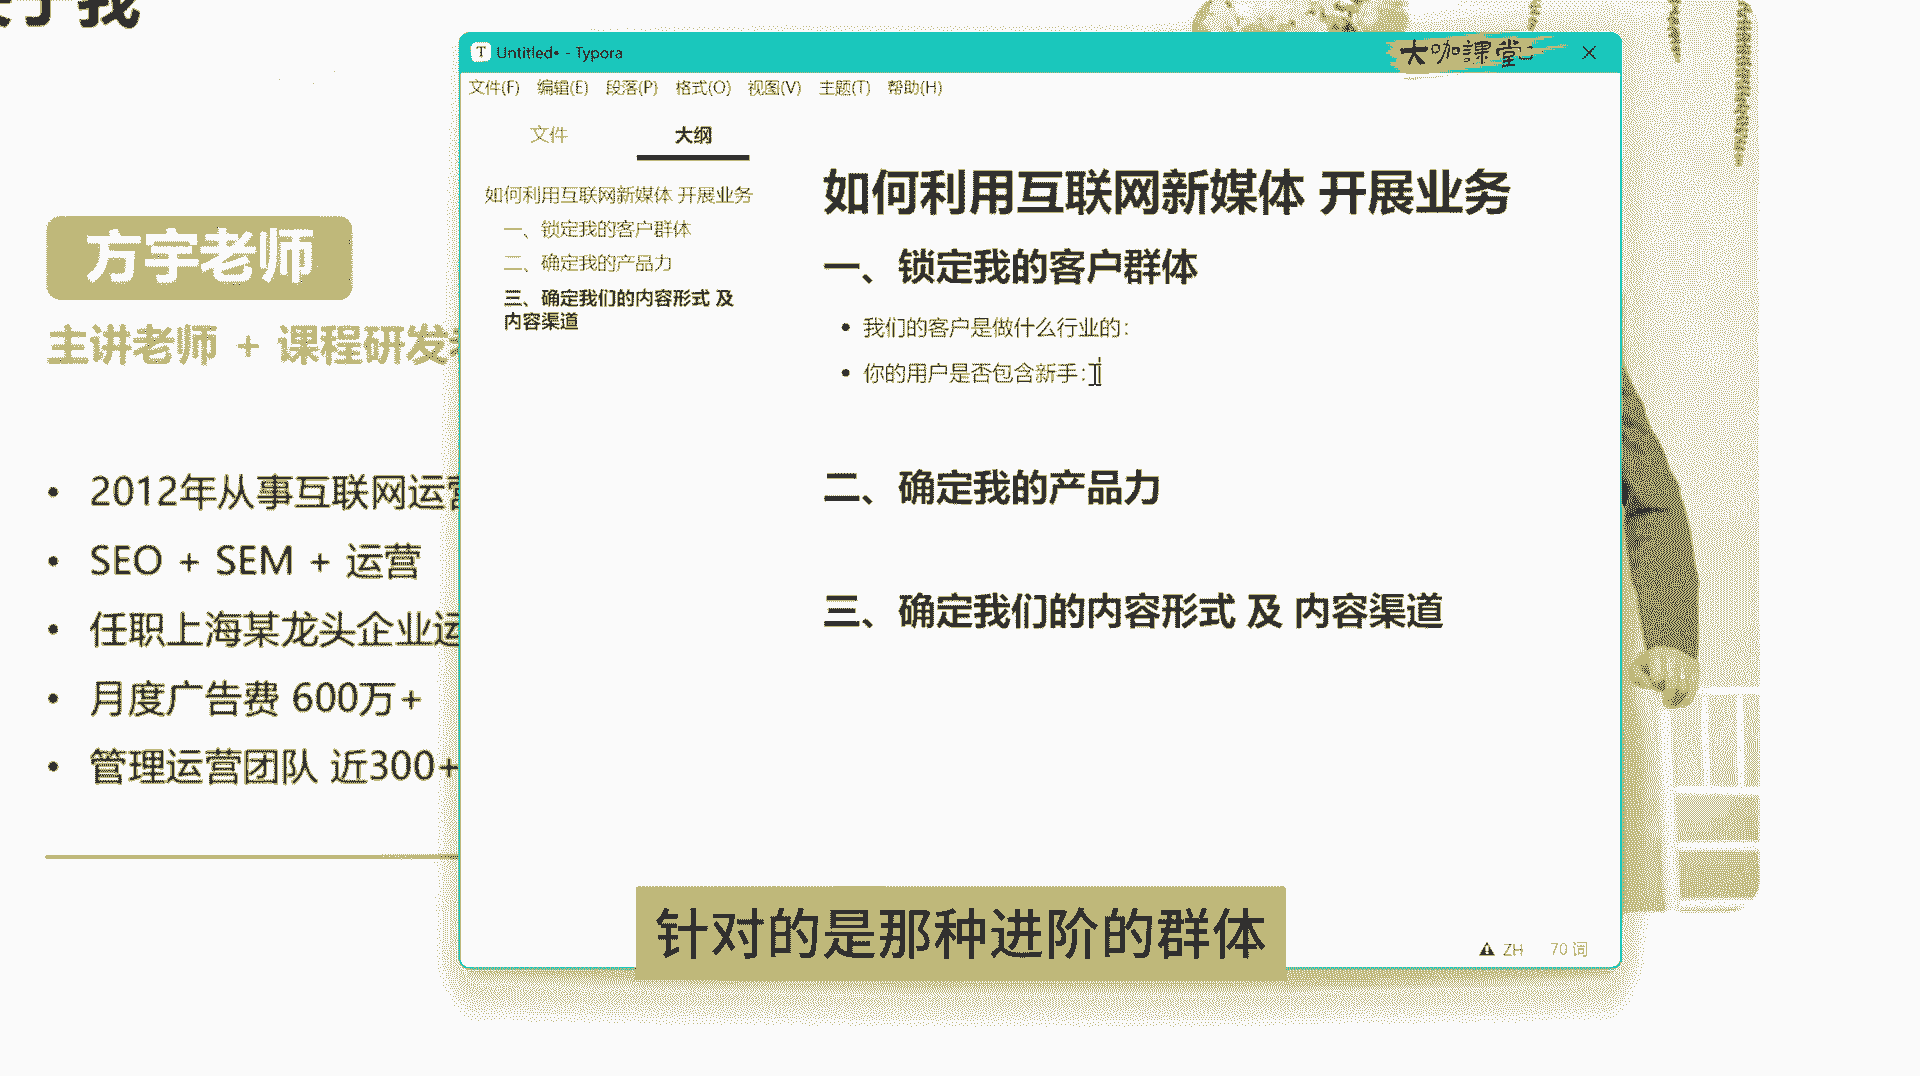 于我
方宇老师
主讲老师 + 课程研发
2012年从事互联网运营
SEO + SEM + 运营
任职上海某龙头企业运
月度广告费 600万+
管理运营团队 近300+
Untitled• - Typora
大咖課堂
文件(F) 编辑(E) 段落(P) 格式(O) 视图(V) 主题(T) 帮助(H)
文件 大纲
如何利用互联网新媒体 开展业务
一、锁定我的客户群体
二、确定我的产品力
三、确定我们的内容形式 及
内容渠道
如何利用互联网新媒体 开展业务
一、锁定我的客户群体
我们的客户是做什么行业的：
你的用户是否包含新手：
二、确定我的产品力
三、确定我们的内容形式 及 内容渠道
针对的是那种进阶的群体
ZH 70 词